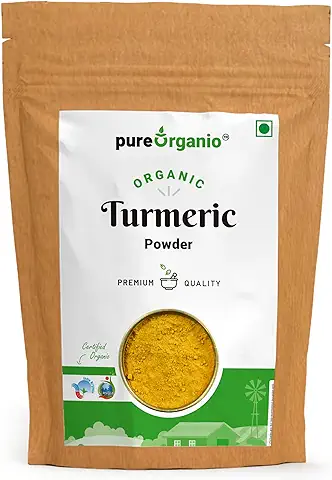 pureOrganio
ORGANIC
Turmeric
Powder
PREMIUM QUALITY
Certified
Organic